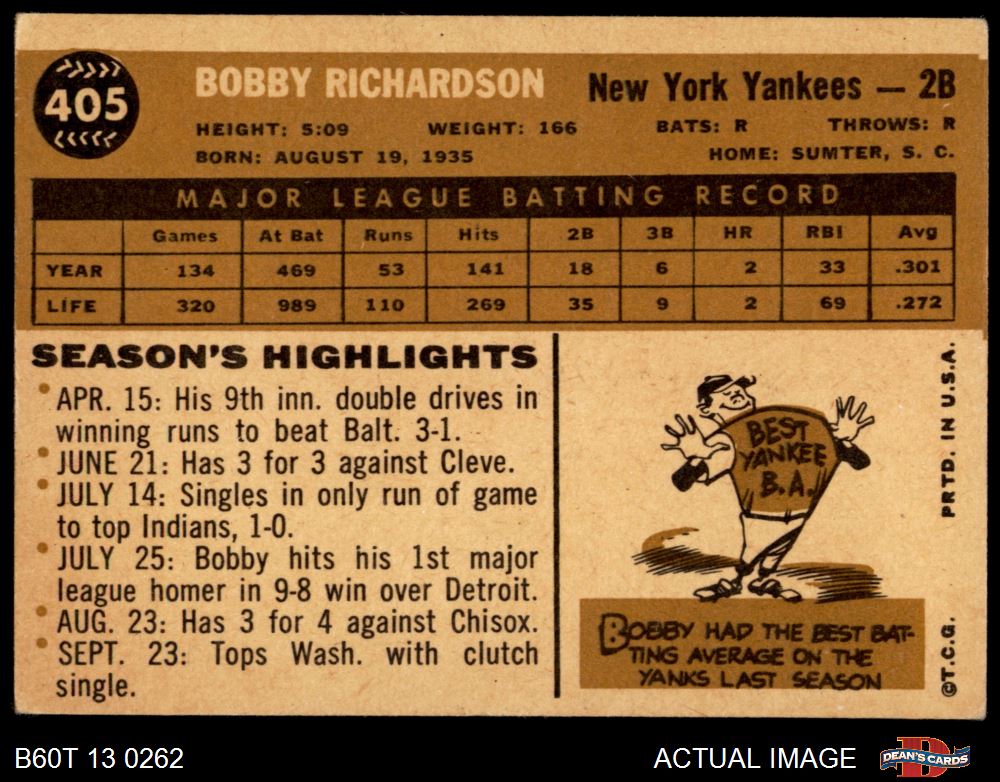 405
BOBBY RICHARDSON New York Yankees — 2B
HEIGHT: 5:09 WEIGHT: 166 BATS: R THROWS: R
BORN: AUGUST 19, 1935 HOME: SUMTER, S. C.
MAJOR LEAGUE BATTING RECORD
Games At Bat Runs Hits 2B 3B HR RBI Avg
YEAR 134 469 53 141 18 6 2 33 .301
LIFE 320 989 110 269 35 9 2 69 .272
SEASON'S HIGHLIGHTS
• APR. 15: His 9th inn. double drives in
winning runs to beat Balt. 3-1.
• JUNE 21: Has 3 for 3 against Cleve.
• JULY 14: Singles in only run of game
to top Indians, 1-0.
• JULY 25: Bobby hits his 1st major
league homer in 9-8 win over Detroit.
• AUG. 23: Has 3 for 4 against Chisox.
• SEPT. 23: Tops Wash. with clutch
single.
BEST
YANKEE
B.A.
BOBBY HAD THE BEST BAT-
TING AVERAGE ON THE
YANKS LAST SEASON
©T.C.G. PRTD. IN U.S.A.
B60T 13 0262 ACTUAL IMAGE DEAN'S CARDS